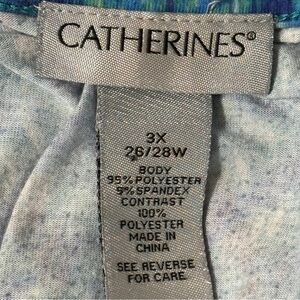 CATHERINES®
3X
26/28W
BODY
95% POLYESTER
5% SPANDEX
CONTRAST
100%
POLYESTER
MADE IN
CHINA
SEE REVERSE
FOR CARE